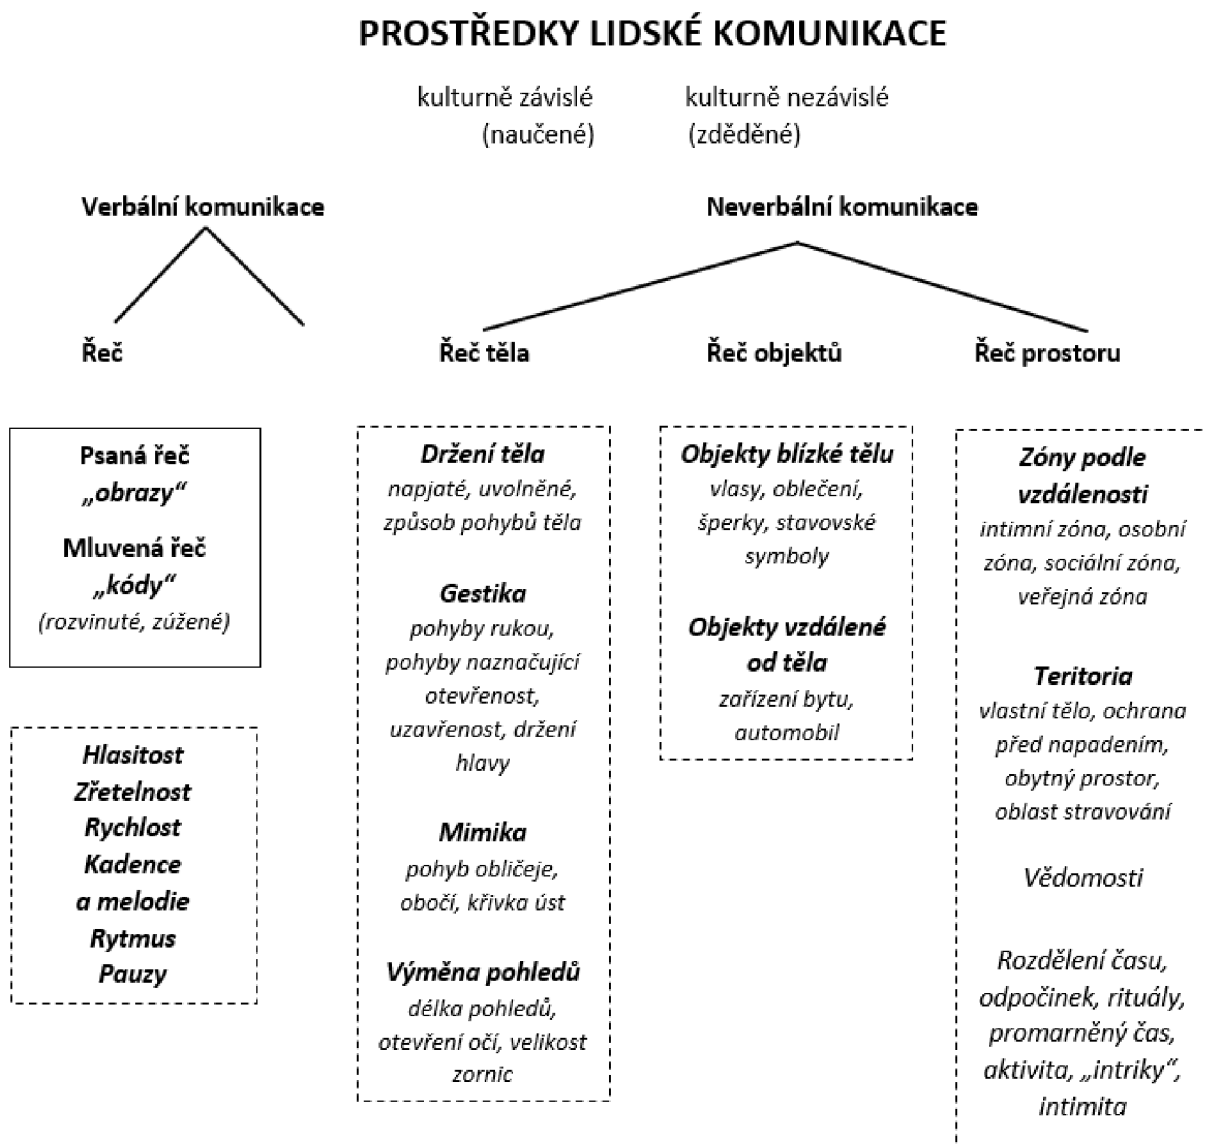 PROSTŘEDKY LIDSKÉ KOMUNIKACE
kulturně závislé
(naučené)
kulturně nezávislé
(zděděné)
Verbální komunikace
Neverbální komunikace
Řeč
Řeč těla
Řeč objektů
Řeč prostoru
Psaná řeč
„obrazy“
Mluvená řeč
„kódy“
(rozvinuté, zúžené)
Hlasitost
Zřetelnost
Rychlost
Kadence
a melodie
Rytmus
Pauzy
Držení těla
napjaté, uvolněné,
způsob pohybů těla
Gestika
pohyby rukou,
pohyby naznačující
otevřenost,
uzavřenost, držení
hlavy
Mimika
pohyb obličeje,
obočí, křivka úst
Výměna pohledů
délka pohledů,
otevření očí, velikost
zornic
Objekty blízké tělu
vlasy, oblečení,
šperky, stavovské
symboly
Objekty vzdálené
od těla
zařízení bytu,
automobil
Zóny podle
vzdálenosti
intimní zóna, osobní
zóna, sociální zóna,
veřejná zóna
Teritoria
vlastní tělo, ochrana
před napadením,
obytný prostor,
oblast stravování
Vědomosti
Rozdělení času,
odpočinek, rituály,
promarněný čas,
aktivita, „intriky“,
intimita